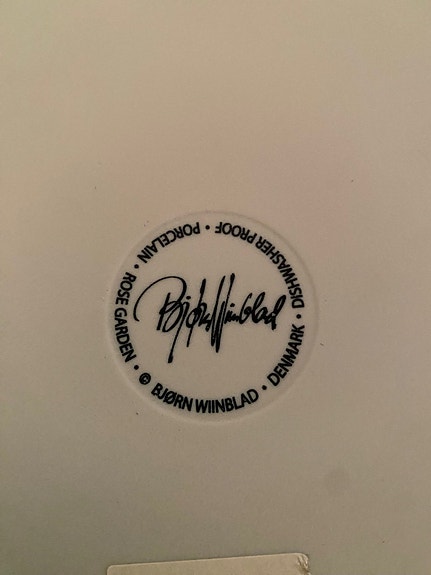 Bjørn Wiinblad
© BJØRN WIINBLAD • DENMARK • DISHWASHER PROOF • PORCELAIN • ROSE GARDEN •